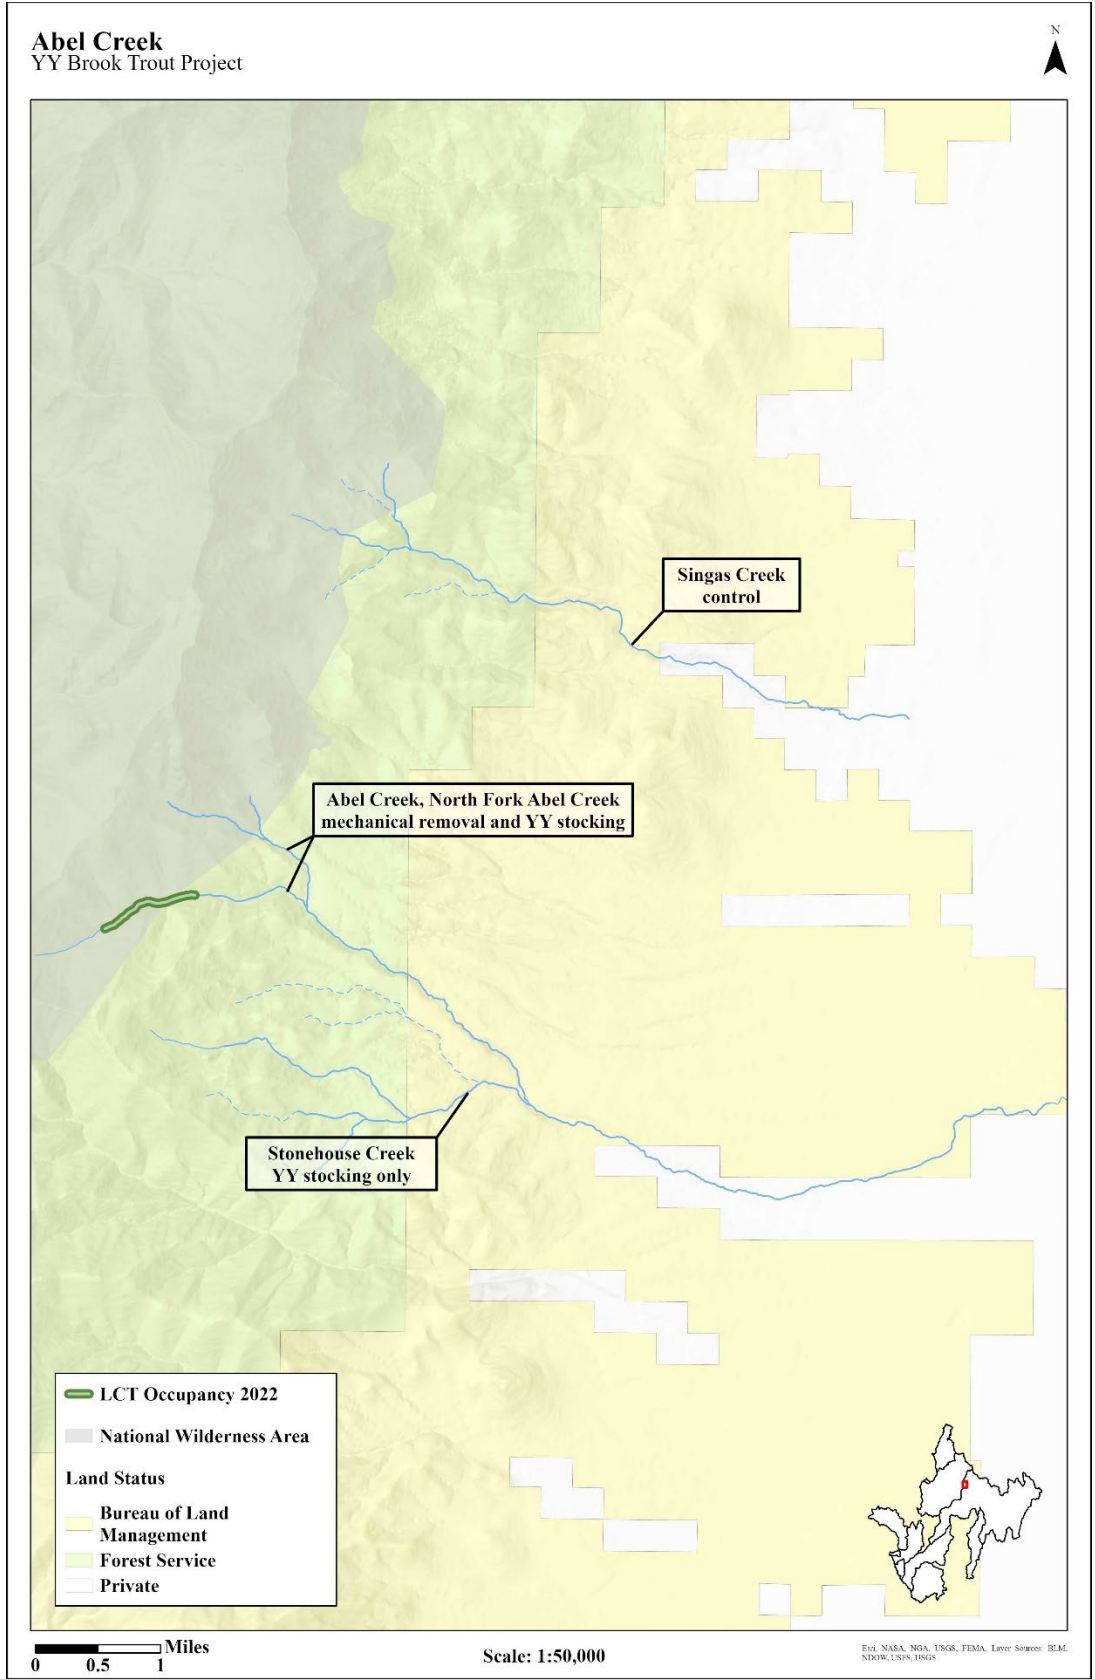 Abel Creek
YY Brook Trout Project
N
Singas Creek
control
Abel Creek, North Fork Abel Creek
mechanical removal and YY stocking
Stonehouse Creek
YY stocking only
LCT Occupancy 2022
National Wilderness Area
Land Status
Bureau of Land
Management
Forest Service
Private
Miles
0 0.5 1
Scale: 1:50,000
Esri, NASA, NGA, USGS, FEMA, Layer Sources: BLM,
NDOW, USFS, USGS